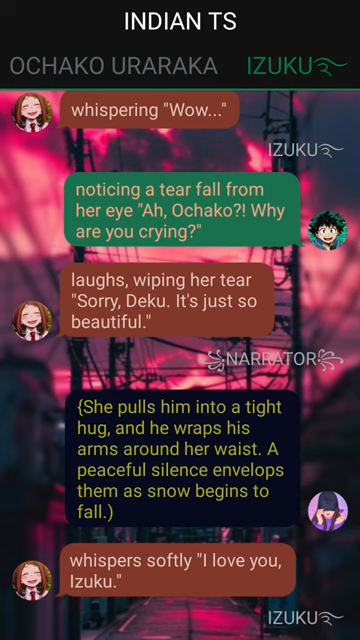 INDIAN TS
OCHAKO URARAKA
IZUKU
whispering "Wow..."
IZUKU
noticing a tear fall from
her eye "Ah, Ochako?! Why
are you crying?"
laughs, wiping her tear
"Sorry, Deku. It's just so
beautiful."
NARRATOR
{She pulls him into a tight
hug, and he wraps his
arms around her waist. A
peaceful silence envelops
them as snow begins to
fall.)
whispers softly "I love you,
Izuku."
IZUKU